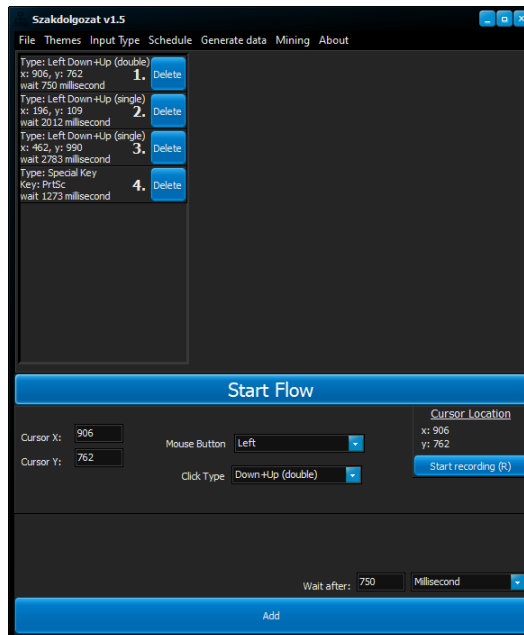 Szakdolgozat v1.5
File Themes Input Type Schedule Generate data Mining About
Type: Left Down+Up (double)
x: 906, y: 762
wait 750 millisecond
1.
Delete
Type: Left Down+Up (single)
x: 196, y: 109
wait 2012 milisecond
2.
Delete
Type: Left Down+Up (single)
x: 462, y: 990
wait 2783 milisecond
3.
Delete
Type: Special Key
Key: PrtSc
wait 1273 milisecond
4.
Delete
Start Flow
Cursor X: 906
Cursor Y: 762
Mouse Button Left
Click Type Down+Up (double)
Cursor Location
x: 906
y: 762
Start recording (R)
Wait after: 750 Milisecond
Add